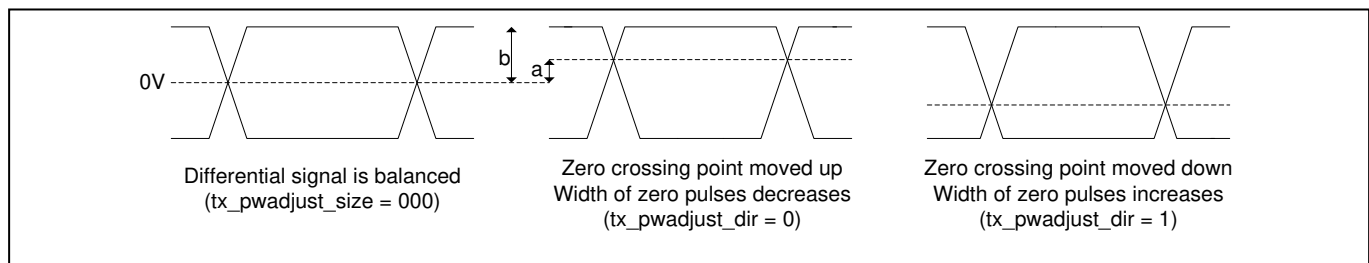 0V
b
a
Differential signal is balanced
(tx_pwadjust_size = 000)
Zero crossing point moved up
Width of zero pulses decreases
(tx_pwadjust_dir = 0)
Zero crossing point moved down
Width of zero pulses increases
(tx_pwadjust_dir = 1)